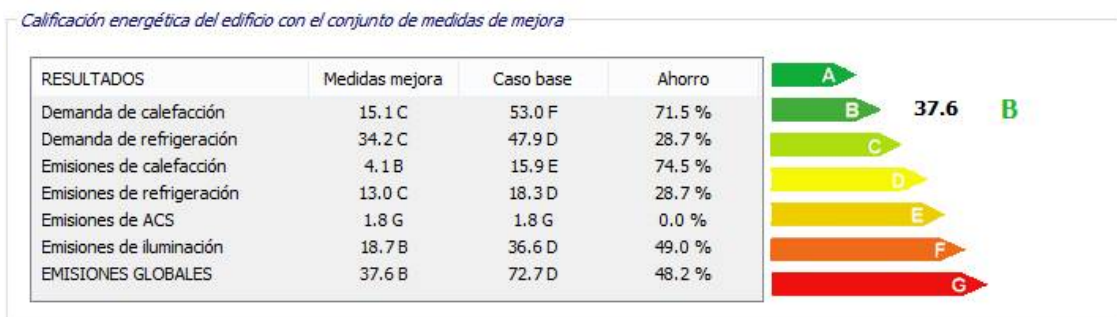 Calificación energética del edificio con el conjunto de medidas de mejora
RESULTADOS Medidas mejora Caso base Ahorro
Demanda de calefacción 15.1 C 53.0 F 71.5 %
Demanda de refrigeración 34.2 C 47.9 D 28.7 %
Emisiones de calefacción 4.1 B 15.9 E 74.5 %
Emisiones de refrigeración 13.0 C 18.3 D 28.7 %
Emisiones de ACS 1.8 G 1.8 G 0.0 %
Emisiones de iluminación 18.7 B 36.6 D 49.0 %
EMISIONES GLOBALES 37.6 B 72.7 D 48.2 %
A
B 37.6 B
C
D
E
F
G